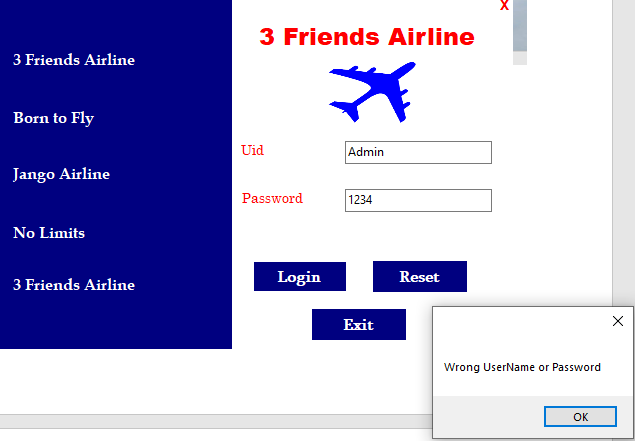 X
3 Friends Airline
3 Friends Airline
Born to Fly
Uid
Admin
Jango Airline
Password
1234
No Limits
Login
Reset
3 Friends Airline
Exit
Wrong UserName or Password
OK